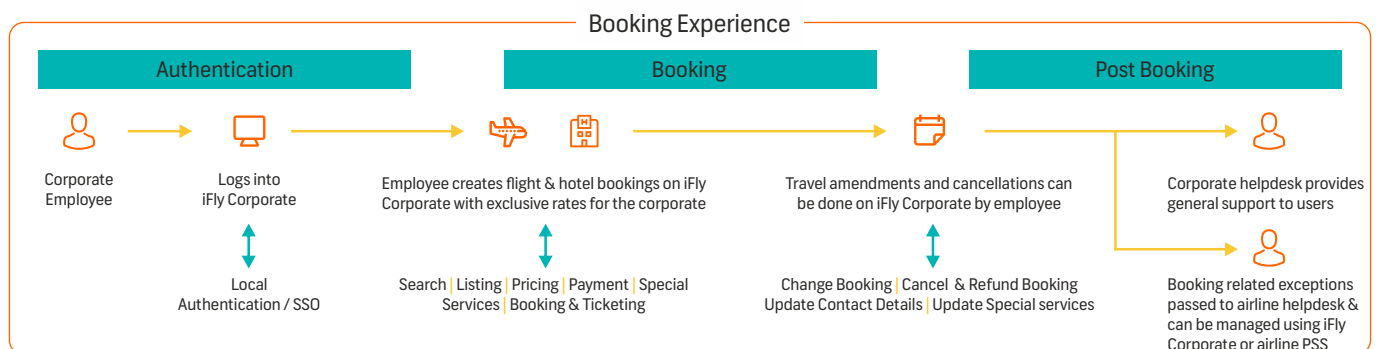 Booking Experience
Authentication
Booking
Post Booking
Corporate
Employee
Logs into
iFly Corporate
Employee creates flight & hotel bookings on iFly
Corporate with exclusive rates for the corporate
Travel amendments and cancellations can
be done on iFly Corporate by employee
Corporate helpdesk provides
general support to users
Local
Authentication / SSO
Search | Listing | Pricing | Payment | Special
Services | Booking & Ticketing
Change Booking | Cancel & Refund Booking
Update Contact Details | Update Special services
Booking related exceptions
passed to airline helpdesk &
can be managed using iFly
Corporate or airline PSS